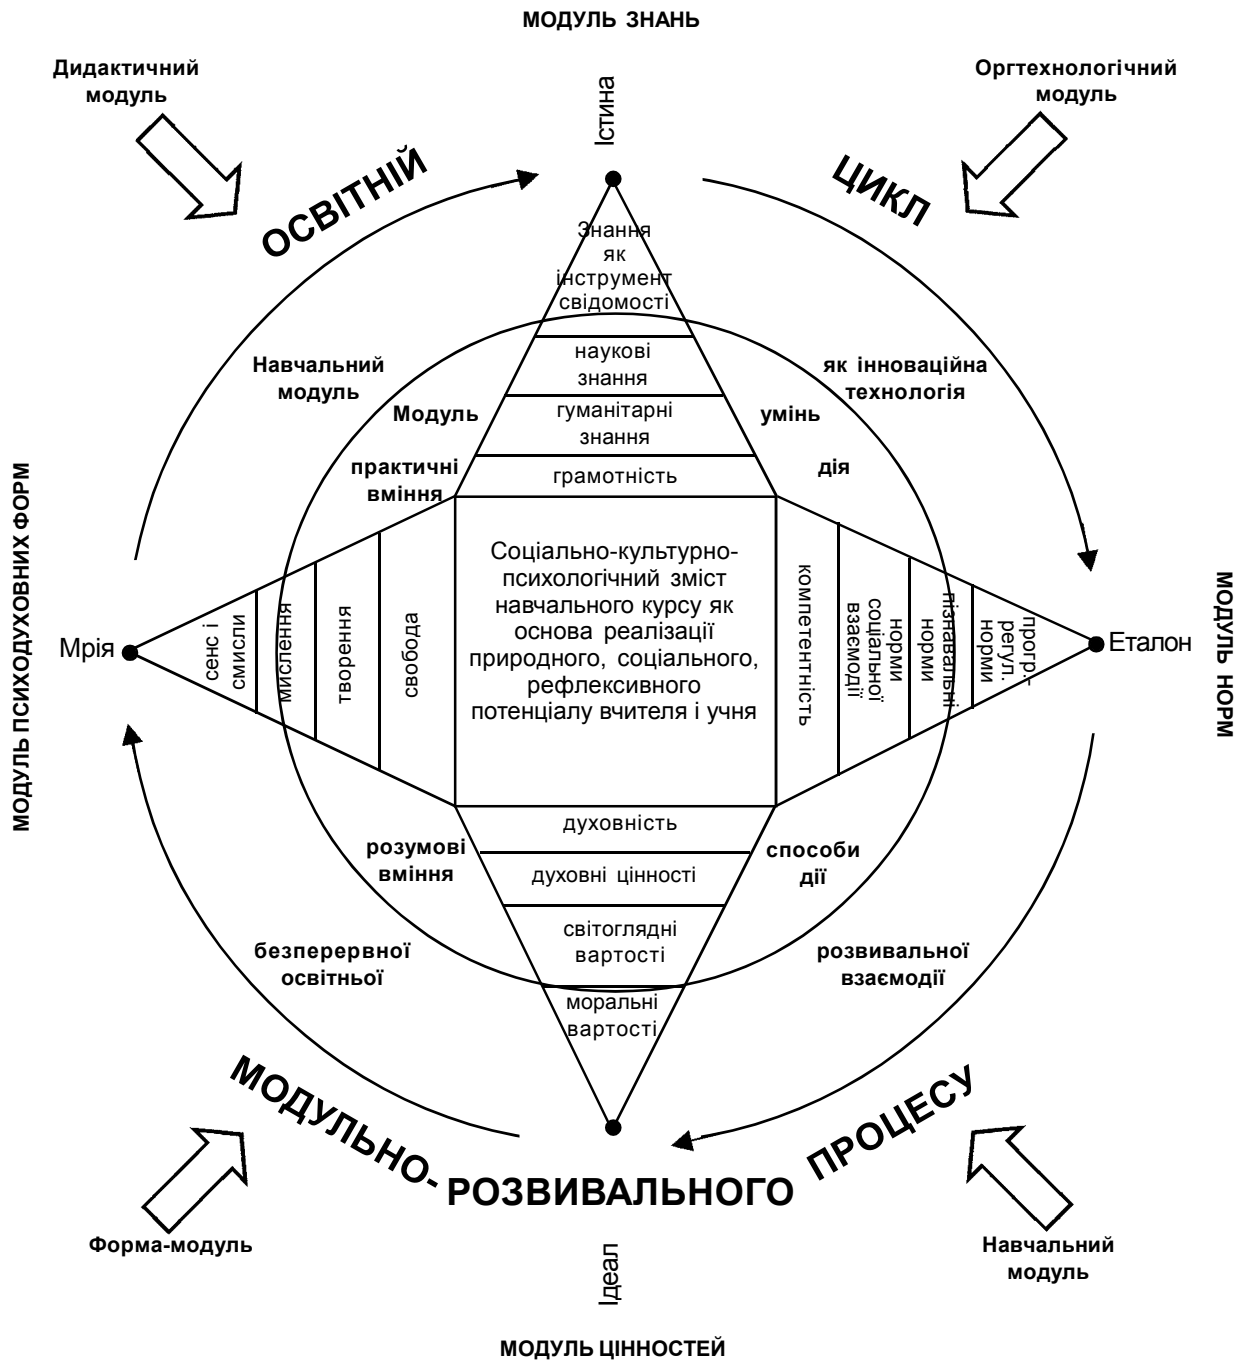 МОДУЛЬ ЗНАНЬ
Дидактичний
модуль
Оргтехнологічний
модуль
Істина
ОСВІТНІЙ
ЦИКЛ
Знання
як
інструмент
свідомості
наукові
знання
гуманітарні
знання
грамотність
Навчальний
модуль
як інноваційна
технологія
Модуль
умінь
практичні
вміння
дія
МОДУЛЬ ПСИХОДУХОВНИХ ФОРМ
Мрія
сенс і
смисли
мислення
творення
свобода
Соціально-культурно-
психологічний зміст
навчального курсу як
основа реалізації
природного, соціального,
рефлексивного
потенціалу вчителя і учня
компетентність
норми
соціальної
взаємодії
пізнавальні
норми
прогр.-
регул.
норми
Еталон
МОДУЛЬ НОРМ
духовність
духовні цінності
світоглядні
вартості
моральні
вартості
розумові
вміння
способи
дії
безперервної
освітньої
розвивальної
взаємодії
МОДУЛЬНО-
РОЗВИВАЛЬНОГО
ПРОЦЕСУ
Форма-модуль
Навчальний
модуль
Ідеал
МОДУЛЬ ЦІННОСТЕЙ